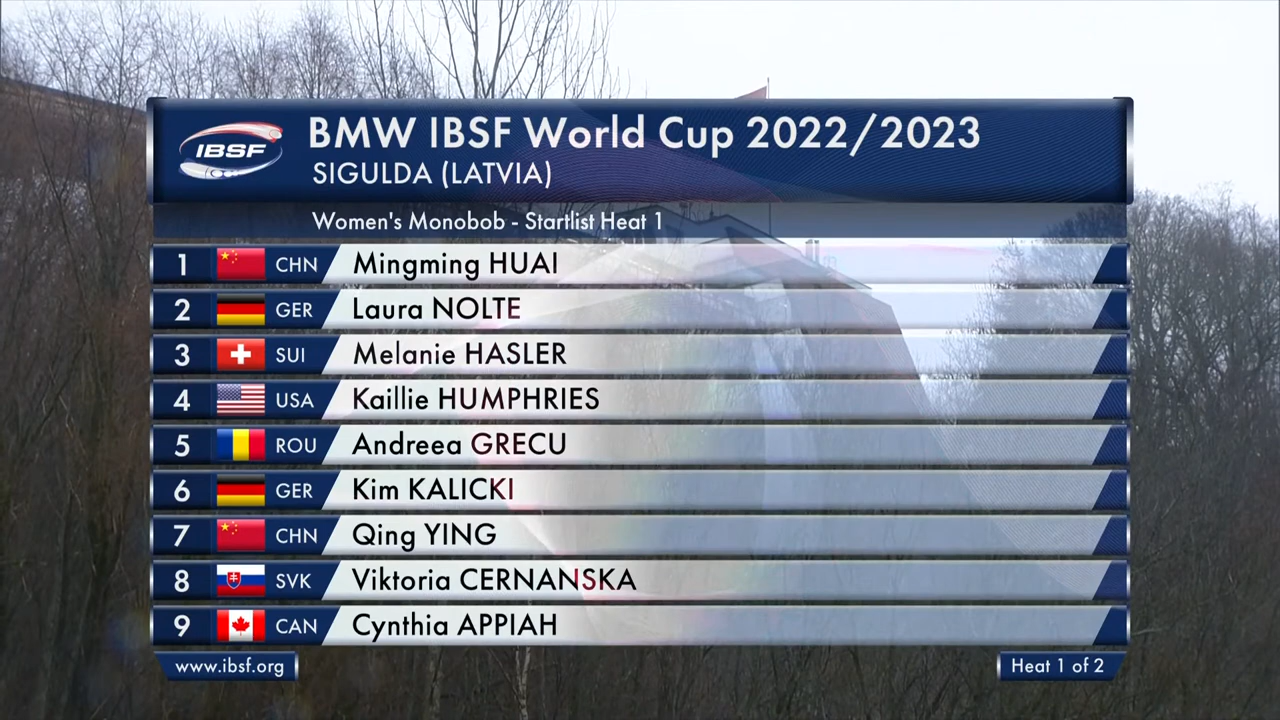 IBSF
BMW IBSF World Cup 2022/2023
SIGULDA (LATVIA)
Women's Monobob - Startlist Heat 1
1 CHN Mingming HUAI
2 GER Laura NOLTE
3 SUI Melanie HASLER
4 USA Kaillie HUMPHRIES
5 ROU Andreea GRECU
6 GER Kim KALICKI
7 CHN Qing YING
8 SVK Viktoria CERNANSKA
9 CAN Cynthia APPIAH
www.ibsf.org
Heat 1 of 2